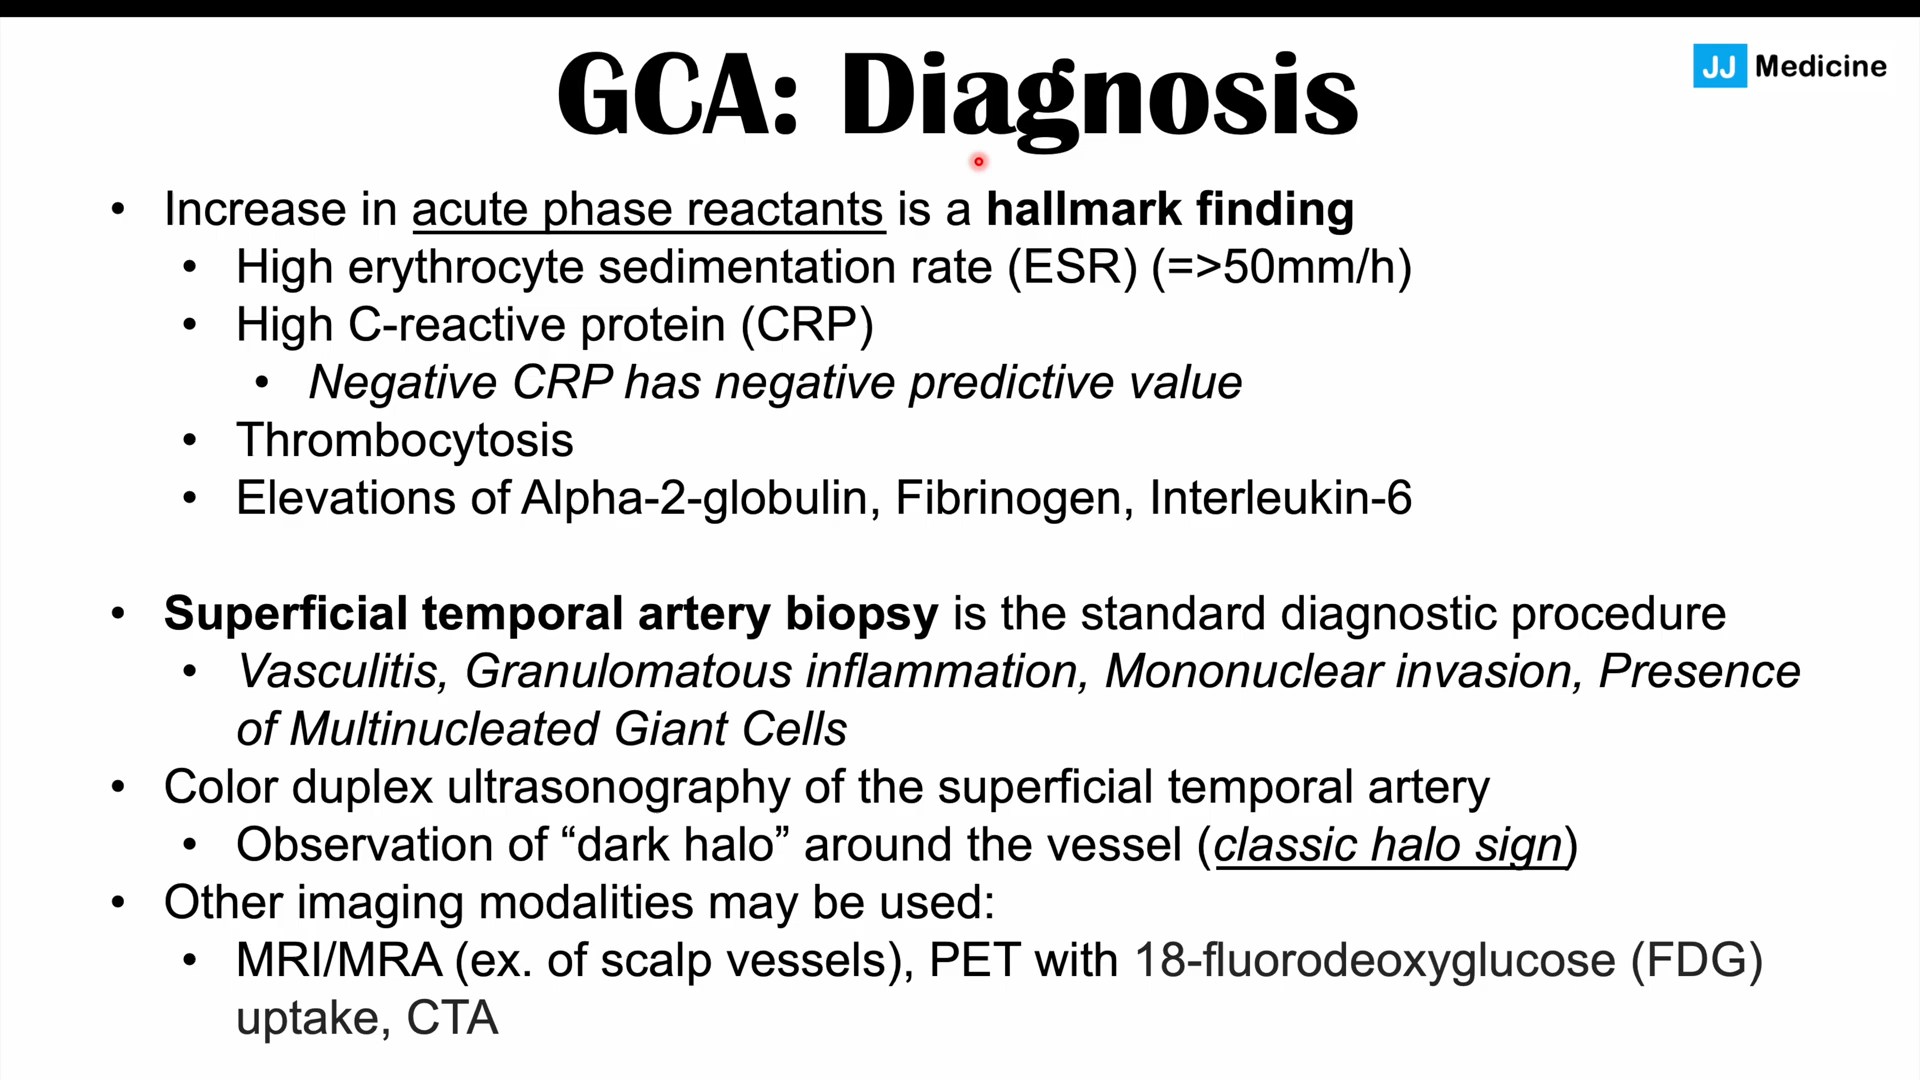 GCA: Diagnosis
JJ Medicine
• Increase in acute phase reactants is a hallmark finding
• High erythrocyte sedimentation rate (ESR) (=>50mm/h)
• High C-reactive protein (CRP)
• Negative CRP has negative predictive value
• Thrombocytosis
• Elevations of Alpha-2-globulin, Fibrinogen, Interleukin-6
• Superficial temporal artery biopsy is the standard diagnostic procedure
• Vasculitis, Granulomatous inflammation, Mononuclear invasion, Presence
of Multinucleated Giant Cells
• Color duplex ultrasonography of the superficial temporal artery
• Observation of “dark halo” around the vessel (classic halo sign)
• Other imaging modalities may be used:
• MRI/MRA (ex. of scalp vessels), PET with 18-fluorodeoxyglucose (FDG)
uptake, CTA